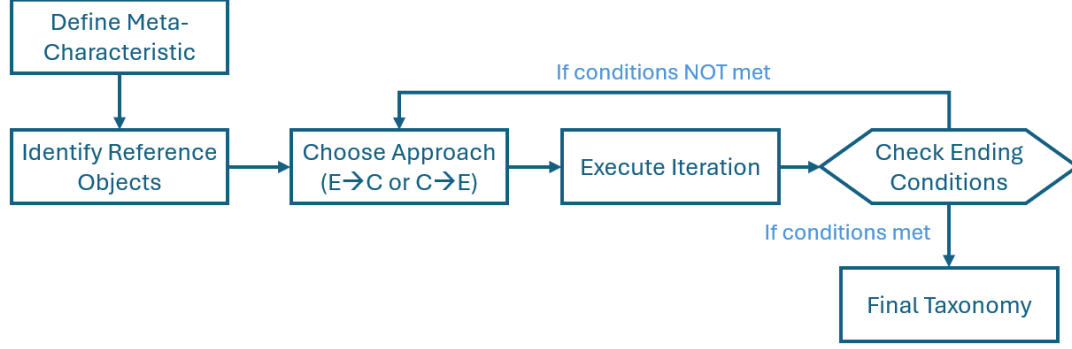 Define Meta-
Characteristic
If conditions NOT met
Identify Reference
Objects
Choose Approach
(E→C or C→E)
Execute Iteration
Check Ending
Conditions
If conditions met
Final Taxonomy